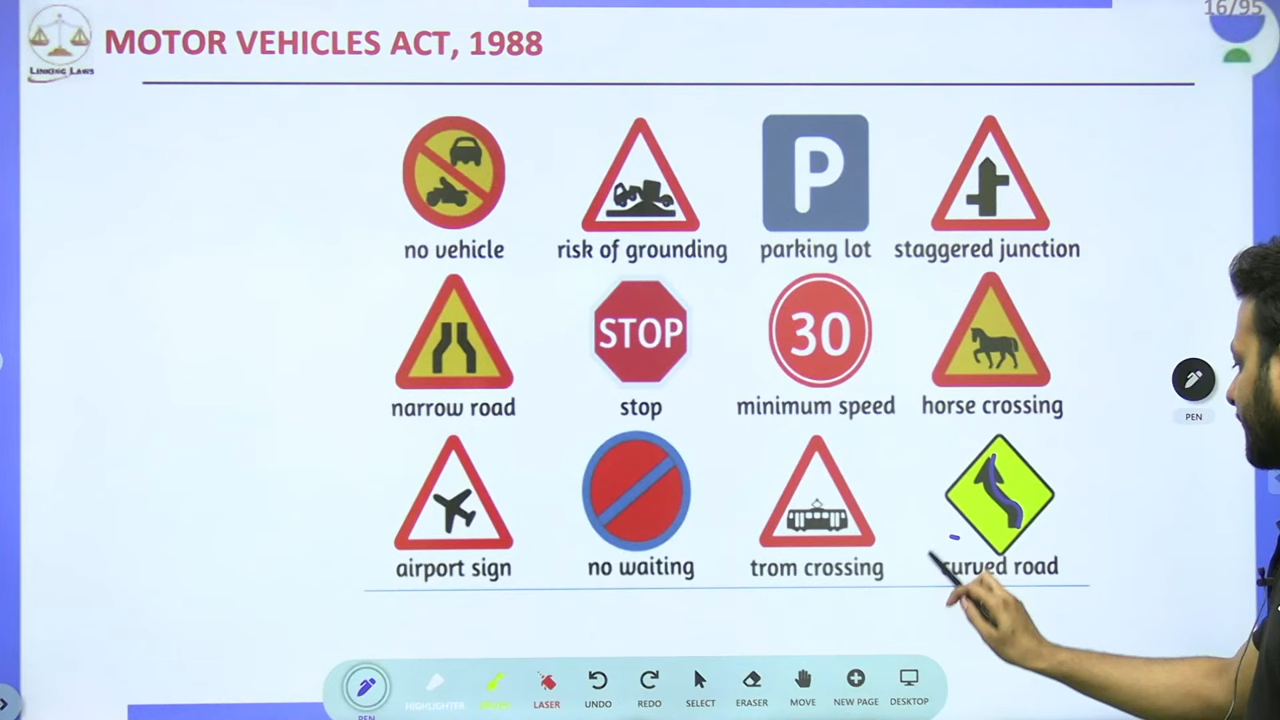 16/95
LINKING LAWS
MOTOR VEHICLES ACT, 1988
P
no vehicle
risk of grounding
parking lot
staggered junction
STOP
30
narrow road
stop
minimum speed
horse crossing
airport sign
no waiting
trom crossing
curved road
PEN
PEN
HIGHLIGHTER
LASER
UNDO
REDO
SELECT
ERASER
MOVE
NEW PAGE
DESKTOP